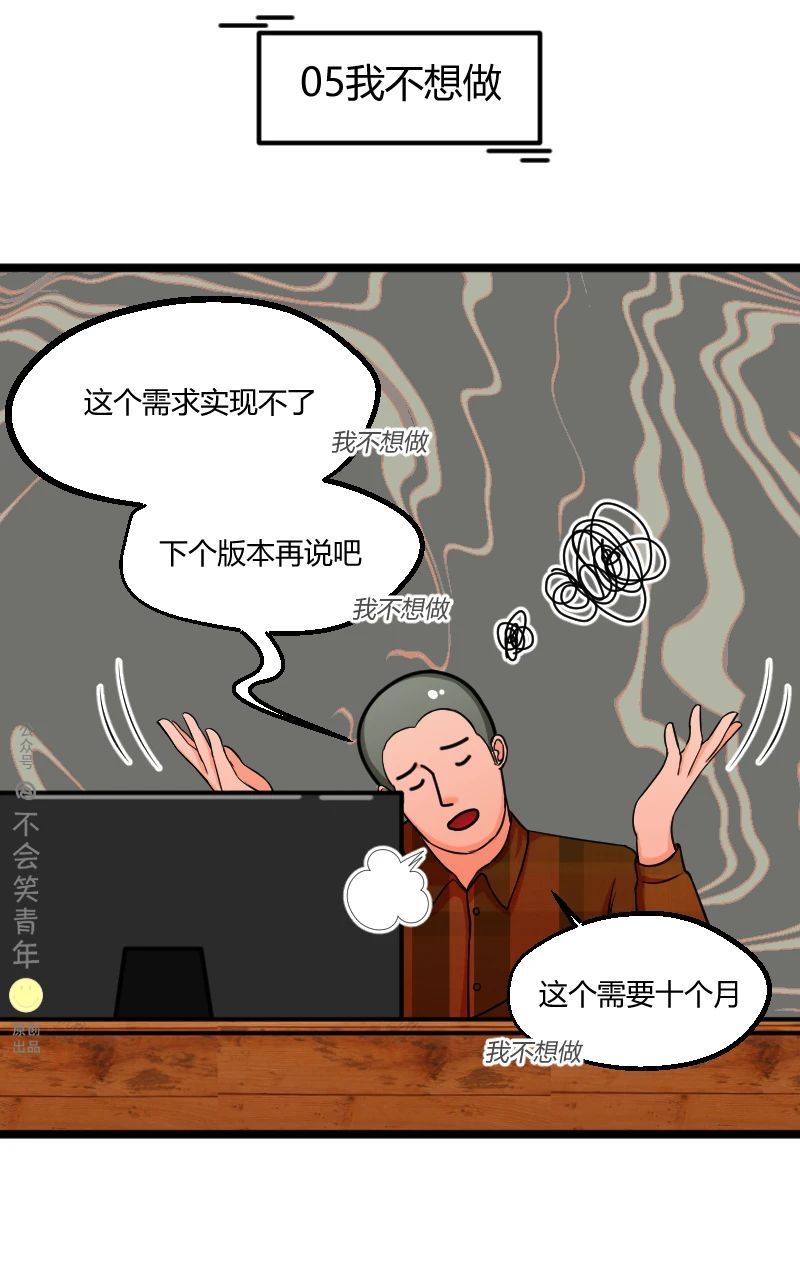 05我不想做
这个需求实现不了
我不想做
下个版本再说吧
我不想做
公众号
@不会笑青年
原创
出品
这个需要十个月
我不想做